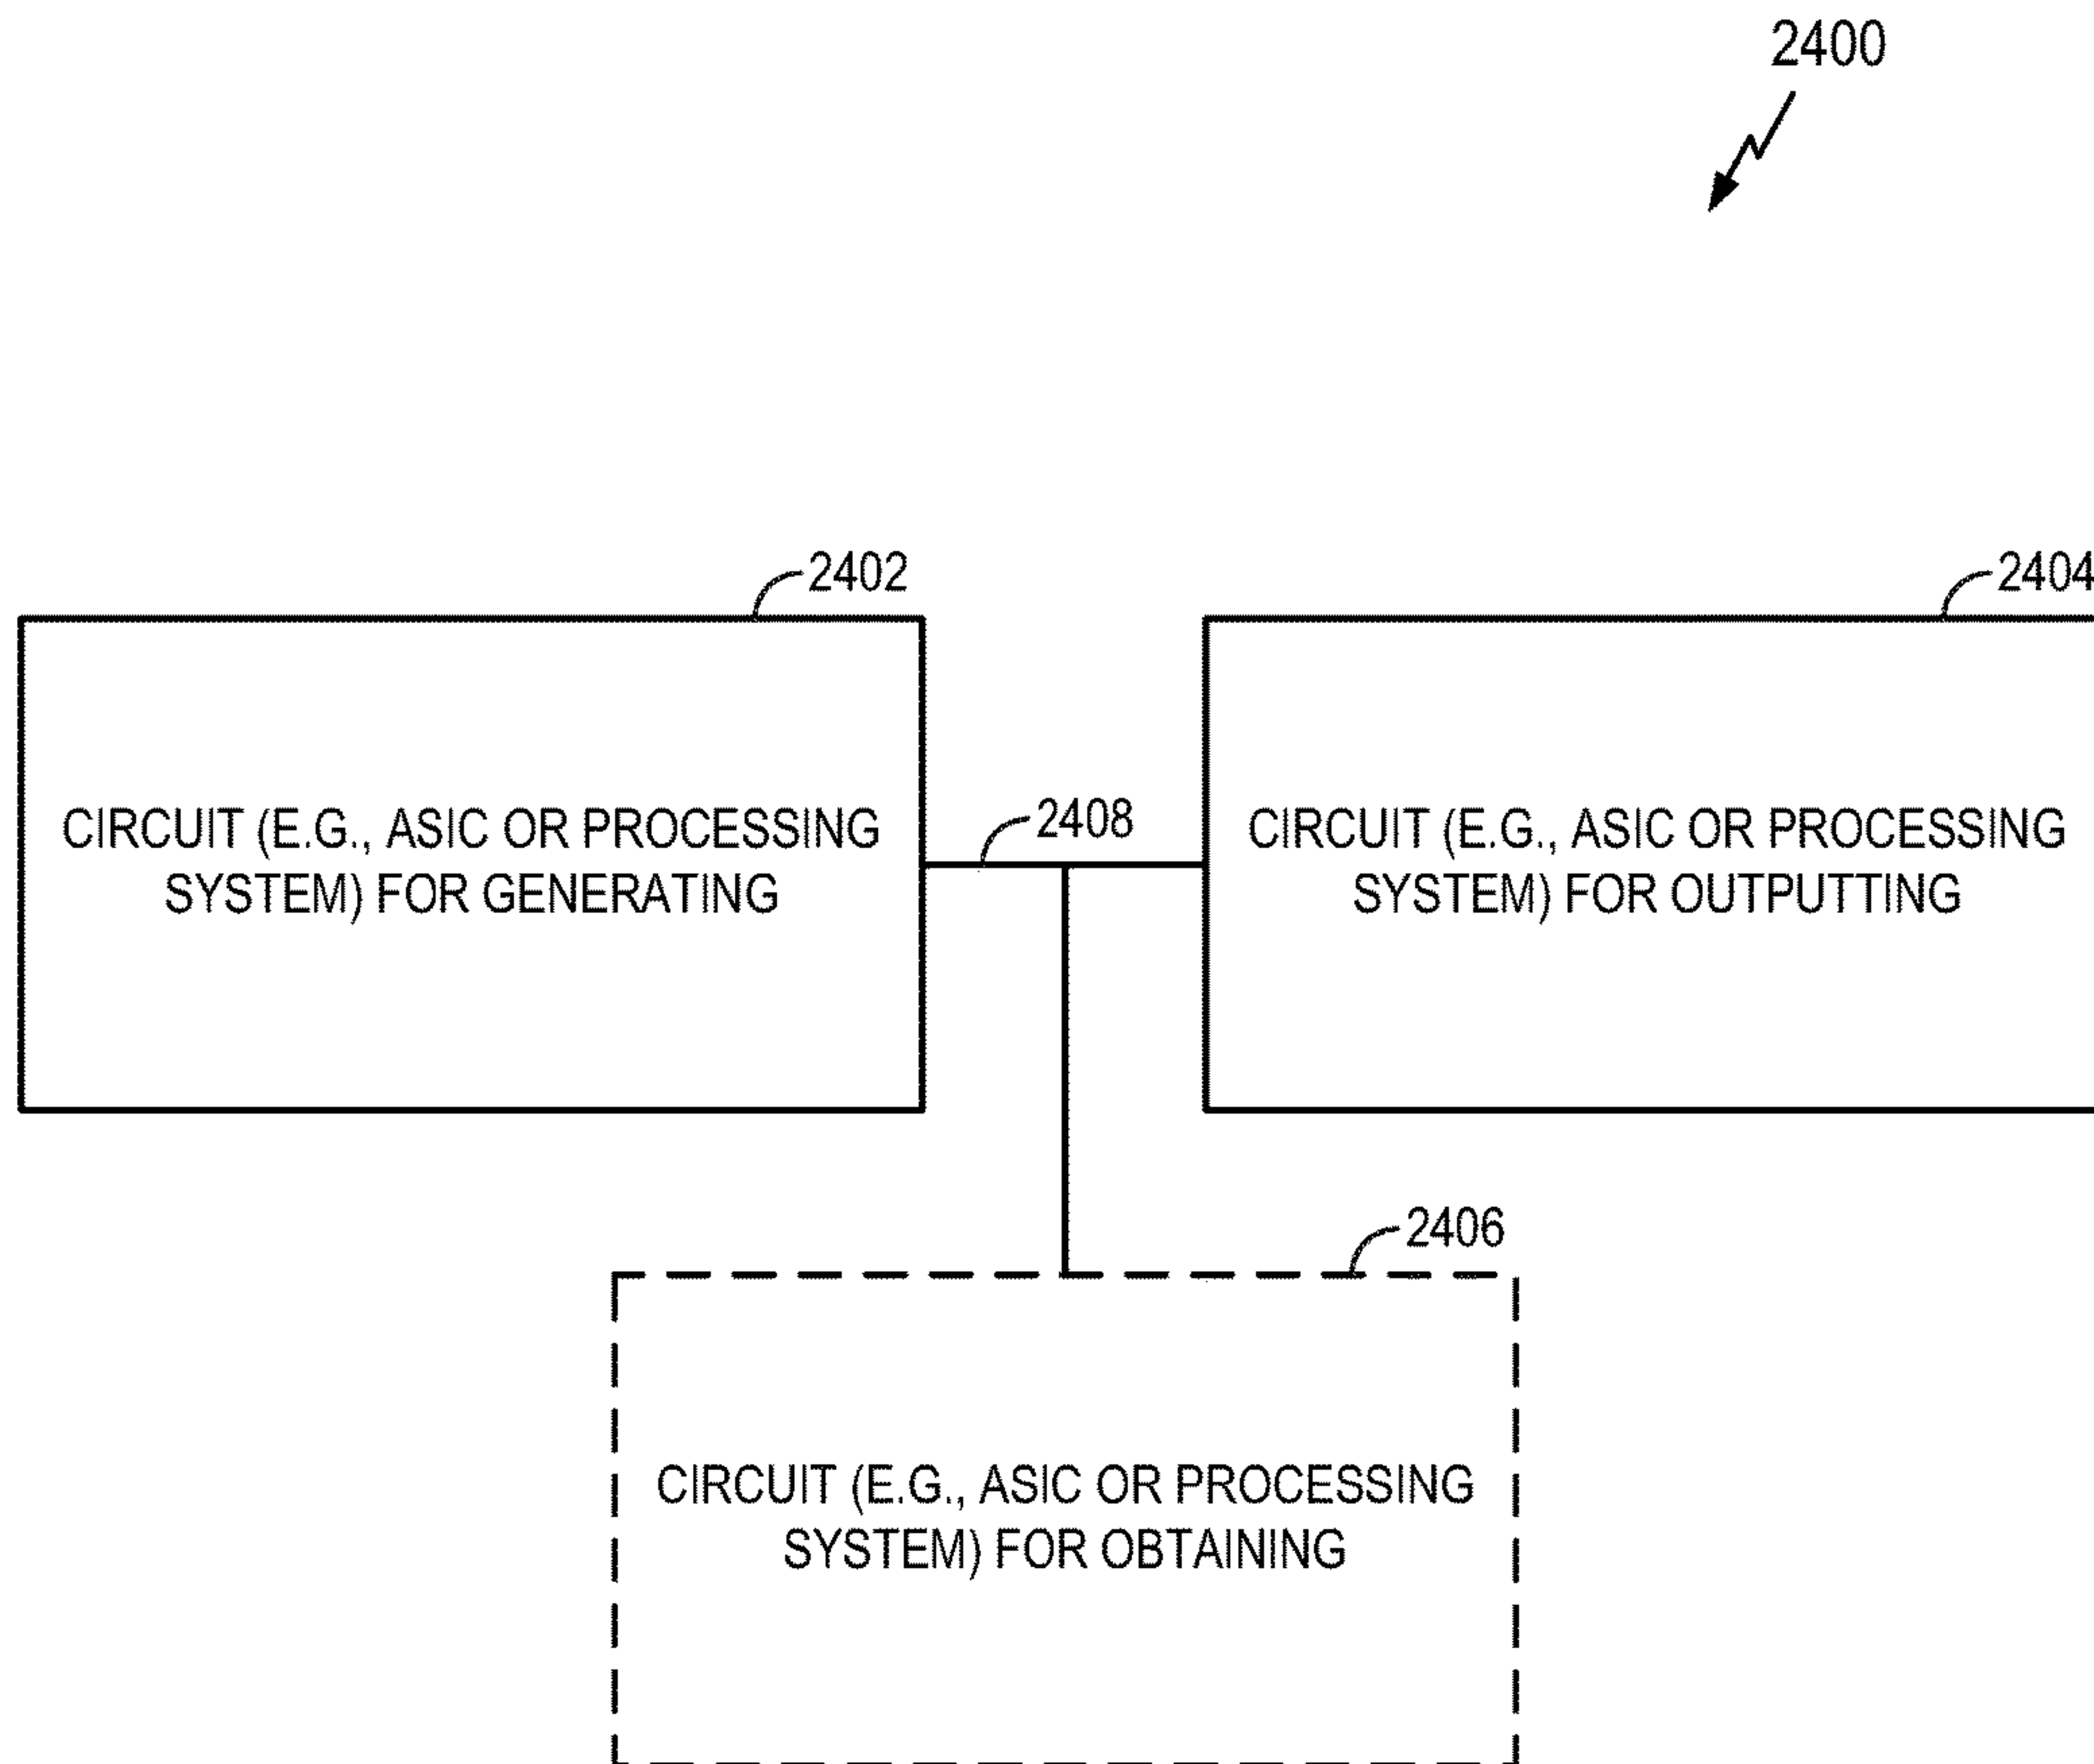 2400
2402
2404
CIRCUIT (E.G., ASIC OR PROCESSING
SYSTEM) FOR GENERATING
2408
CIRCUIT (E.G., ASIC OR PROCESSING
SYSTEM) FOR OUTPUTTING
2406
CIRCUIT (E.G., ASIC OR PROCESSING
SYSTEM) FOR OBTAINING